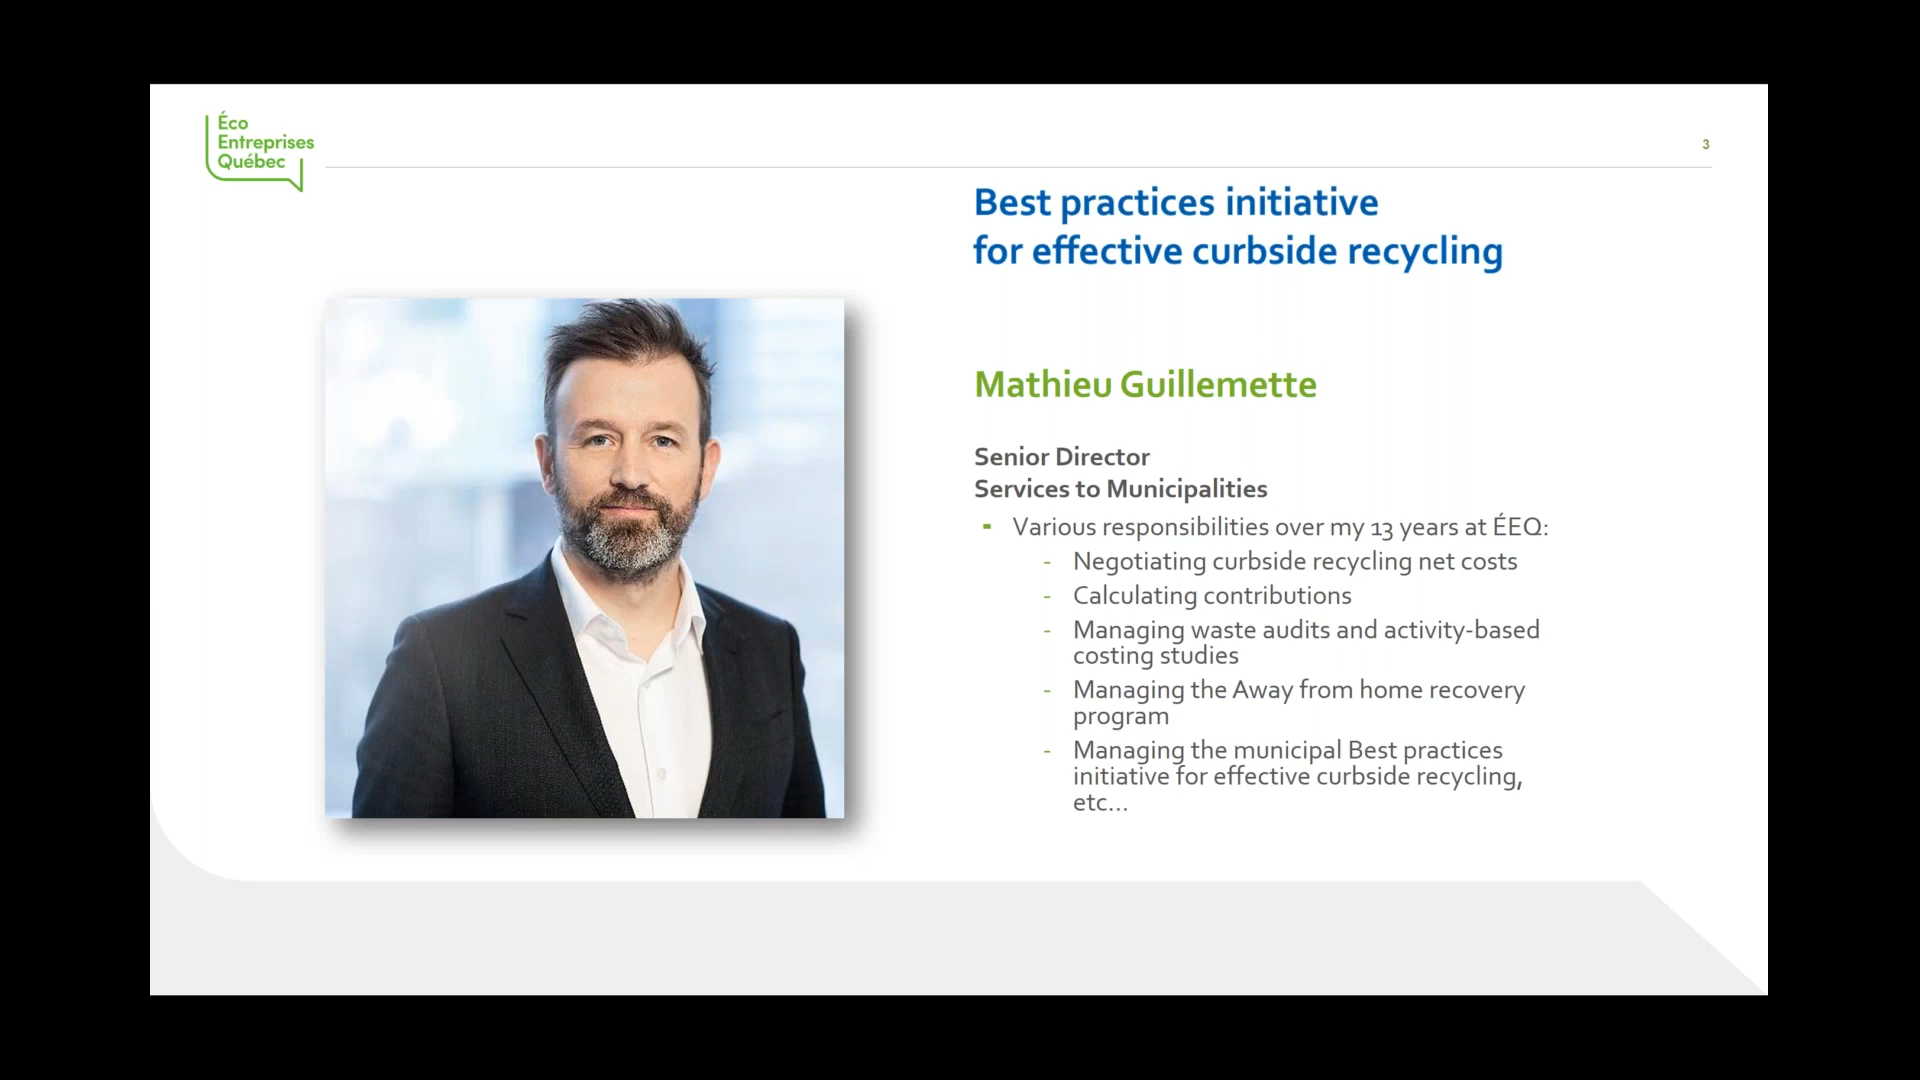 Éco
Entreprises
Québec
3
Best practices initiative
for effective curbside recycling
Mathieu Guillemette
Senior Director
Services to Municipalities
▪ Various responsibilities over my 13 years at ÉEQ:
- Negotiating curbside recycling net costs
- Calculating contributions
- Managing waste audits and activity-based
costing studies
- Managing the Away from home recovery
program
- Managing the municipal Best practices
initiative for effective curbside recycling,
etc...